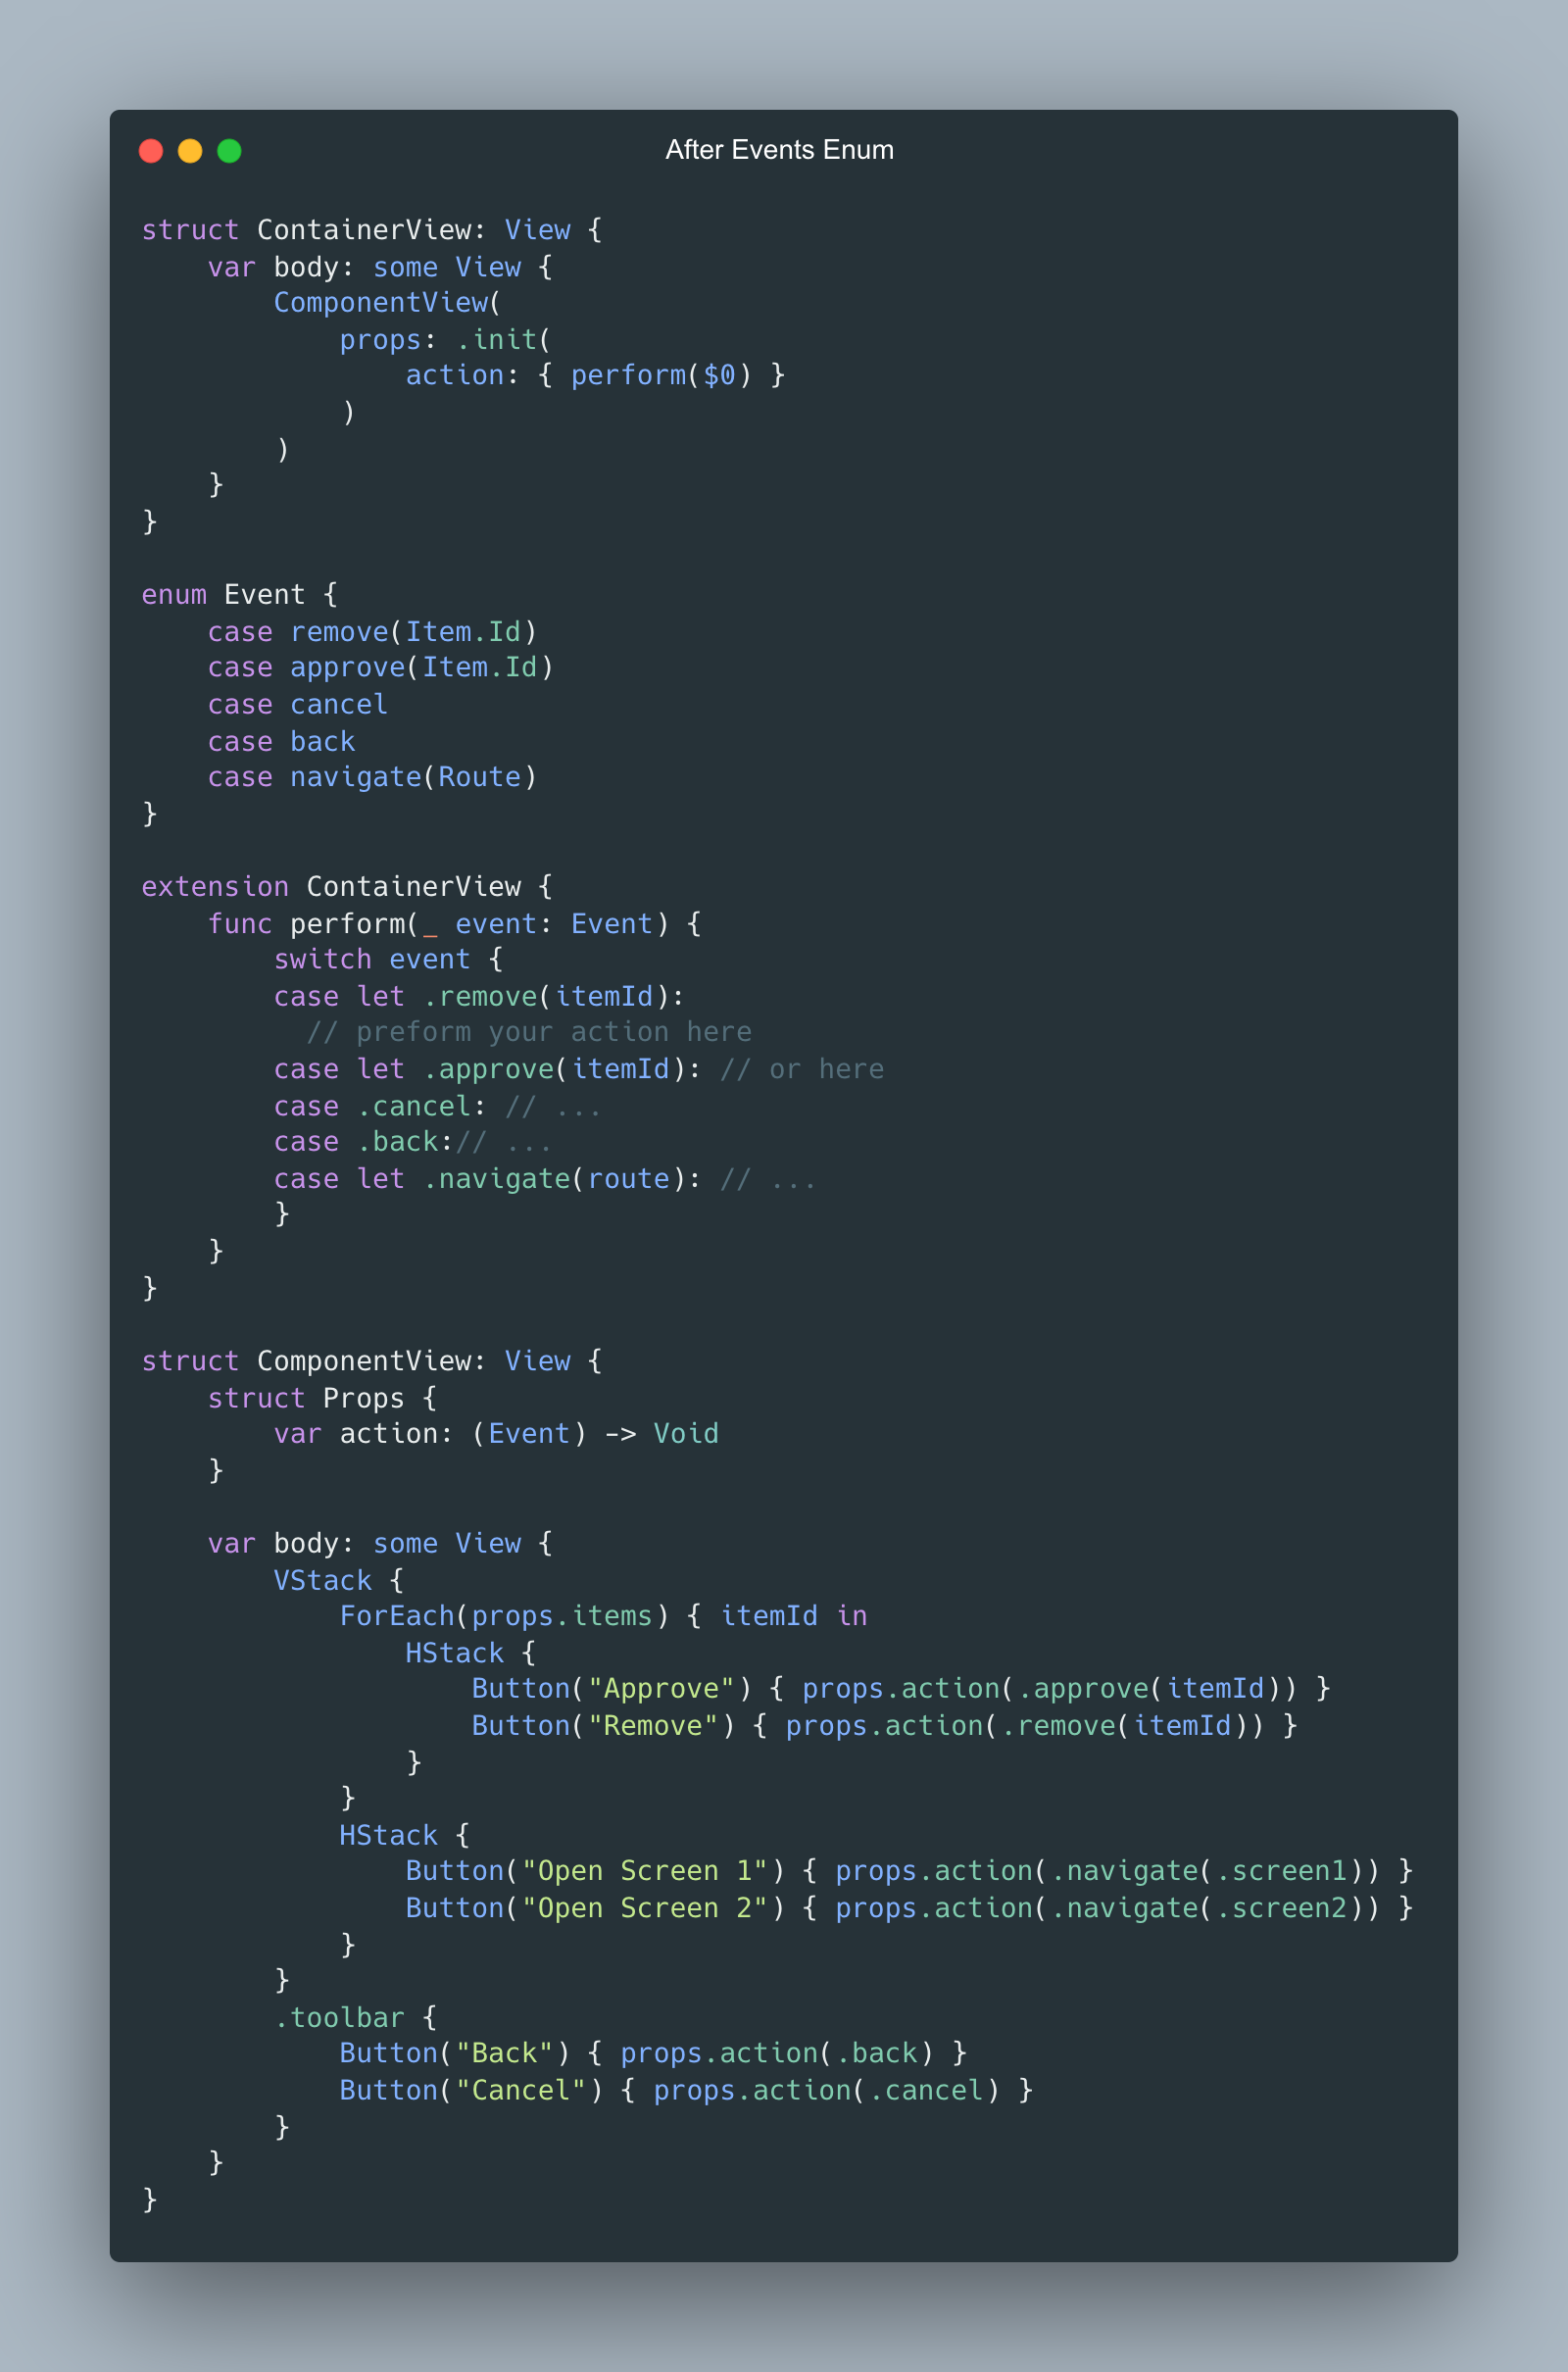 After Events Enum
struct ContainerView: View {
    var body: some View {
        ComponentView(
            props: .init(
                action: { perform($0) }
            )
        )
    }
}

enum Event {
    case remove(Item.Id)
    case approve(Item.Id)
    case cancel
    case back
    case navigate(Route)
}

extension ContainerView {
    func perform(_ event: Event) {
        switch event {
        case let .remove(itemId):
          // preform your action here
        case let .approve(itemId): // or here
        case .cancel: // ...
        case .back:// ...
        case let .navigate(route): // ...
        }
    }
}

struct ComponentView: View {
    struct Props {
        var action: (Event) -> Void
    }

    var body: some View {
        VStack {
            ForEach(props.items) { itemId in
                HStack {
                    Button("Approve") { props.action(.approve(itemId)) }
                    Button("Remove") { props.action(.remove(itemId)) }
                }
            }
            HStack {
                Button("Open Screen 1") { props.action(.navigate(.screen1)) }
                Button("Open Screen 2") { props.action(.navigate(.screen2)) }
            }
        }
        .toolbar {
            Button("Back") { props.action(.back) }
            Button("Cancel") { props.action(.cancel) }
        }
    }
}